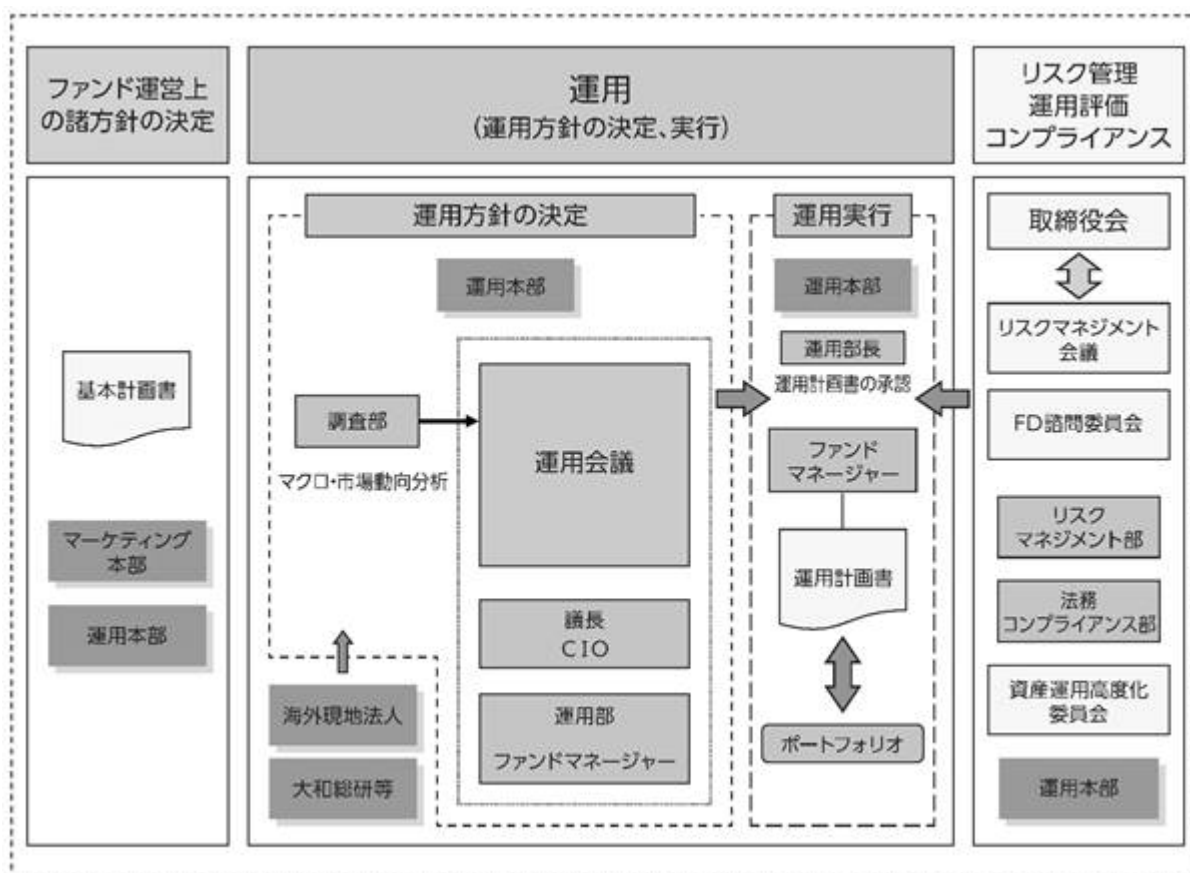 ファンド運営上
の諸方針の決定
基本計画書
マーケティング
本部
運用本部
運用
(運用方針の決定、実行)
運用方針の決定
運用本部
調査部
マクロ・市場動向分析
運用会議
議長
CIO
運用部
ファンドマネージャー
海外現地法人
大和総研等
運用実行
運用本部
運用部長
運用計画書の承認
ファンド
マネージャー
運用計画書
ポートフォリオ
リスク管理
運用評価
コンプライアンス
取締役会
リスクマネジメント
会議
FD諮問委員会
リスク
マネジメント部
法務
コンプライアンス部
資産運用高度化
委員会
運用本部